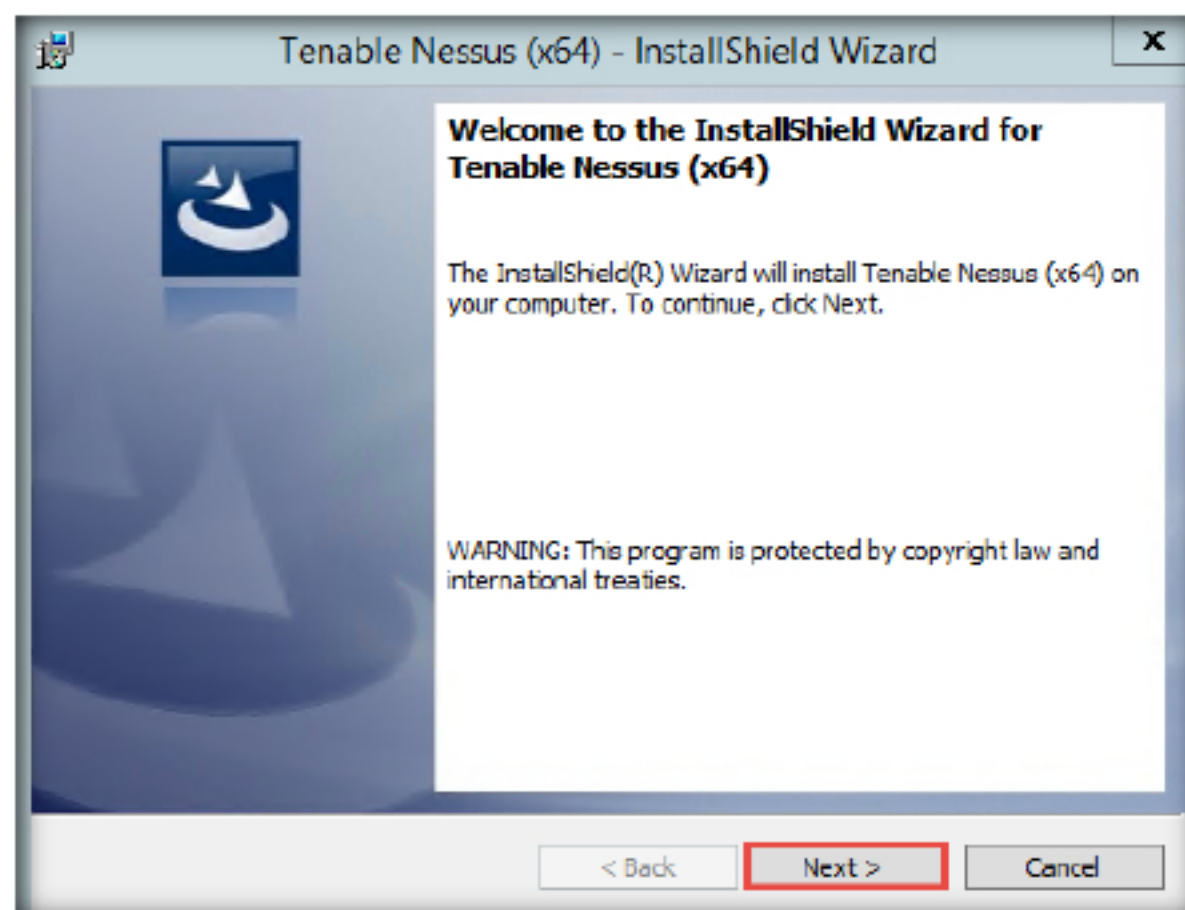 Tenable Nessus (x64) - InstallShield Wizard
x
Welcome to the InstallShield Wizard for
Tenable Nessus (x64)
The InstallShield(R) Wizard will install Tenable Nessus (x64) on
your computer. To continue, click Next.
WARNING: This program is protected by copyright law and
international treaties.
< Back
Next >
Cancel